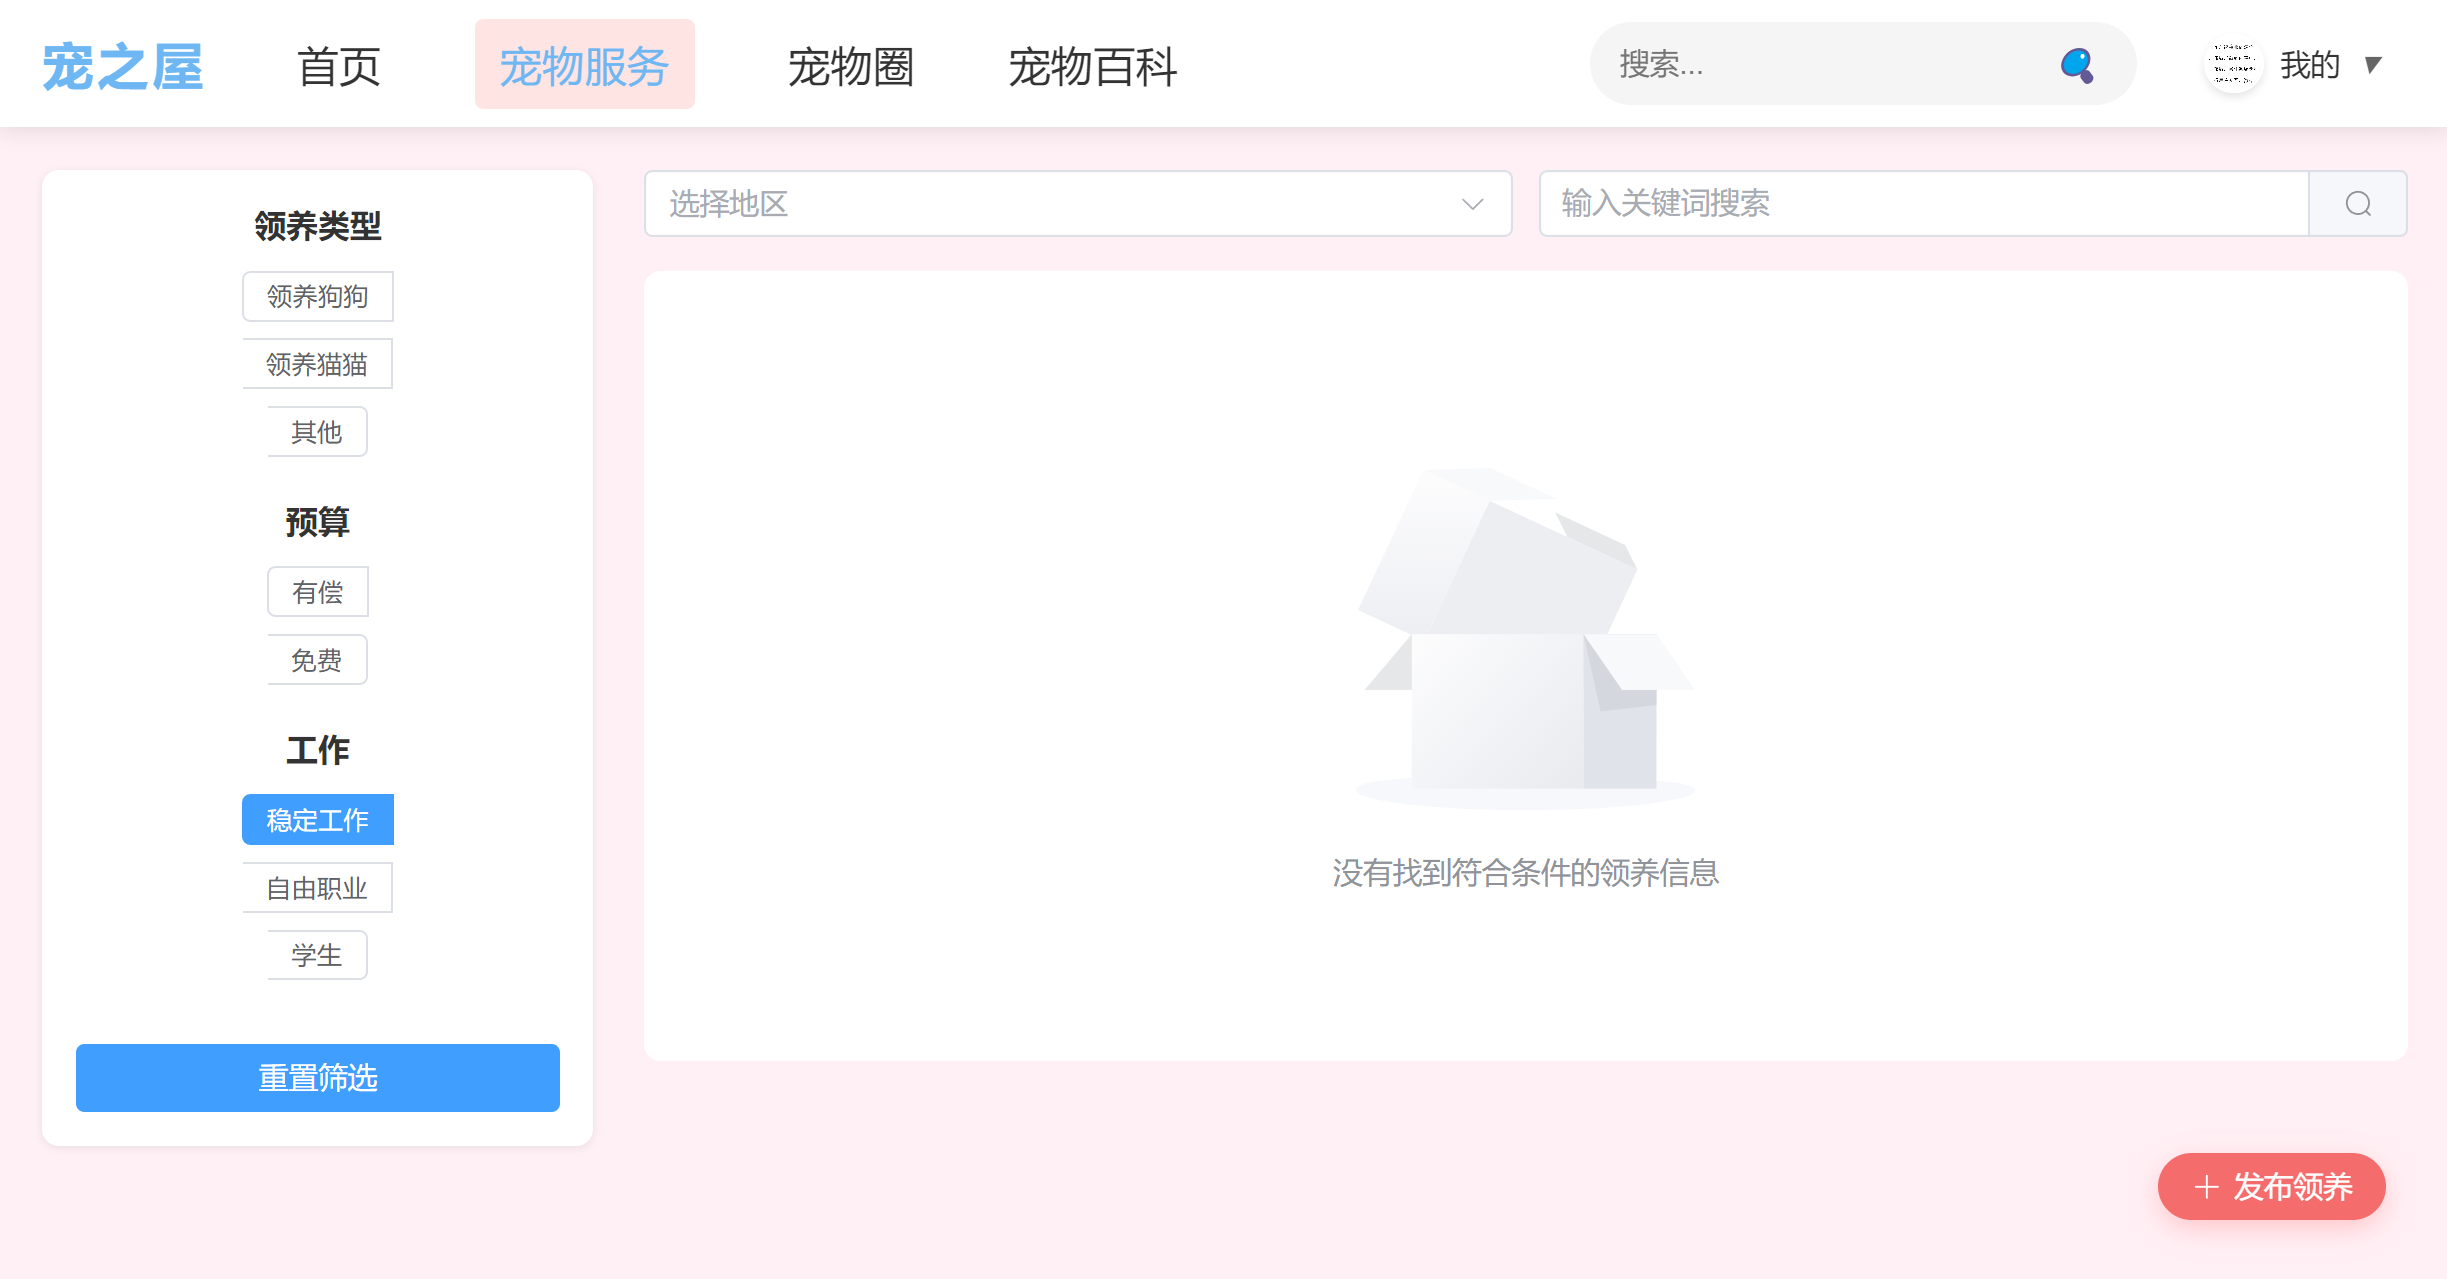 宠之屋 首页 宠物服务 宠物圈 宠物百科 搜索... 我的
领养类型
领养狗狗
领养猫猫
其他
预算
有偿
免费
工作
稳定工作
自由职业
学生
重置筛选
选择地区 输入关键词搜索
没有找到符合条件的领养信息
发布领养